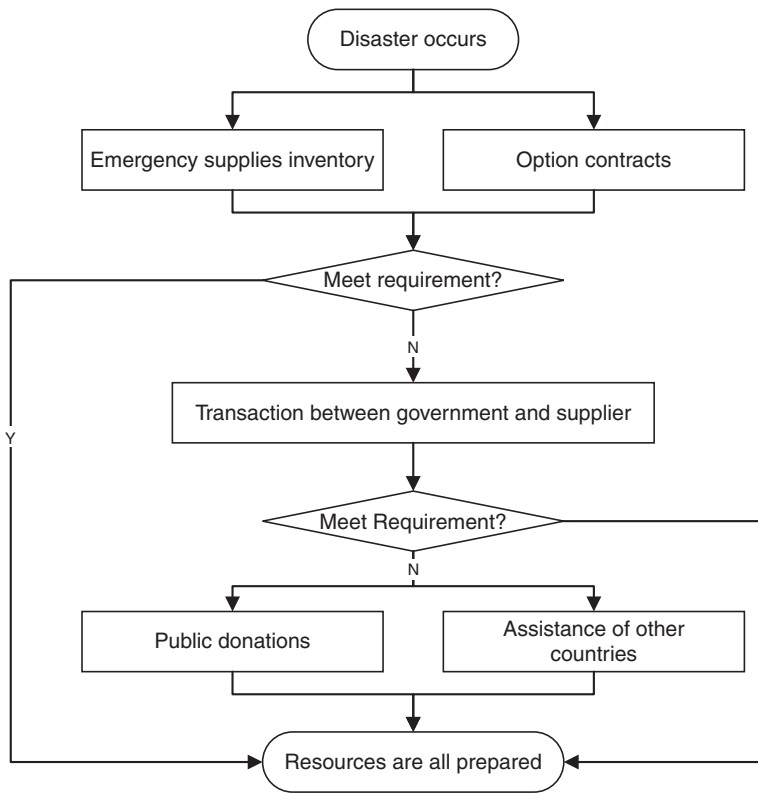 Disaster occurs
Emergency supplies inventory
Option contracts
Meet requirement?
N
Y
Transaction between government and supplier
Meet Requirement?
N
Public donations
Assistance of other
countries
Resources are all prepared